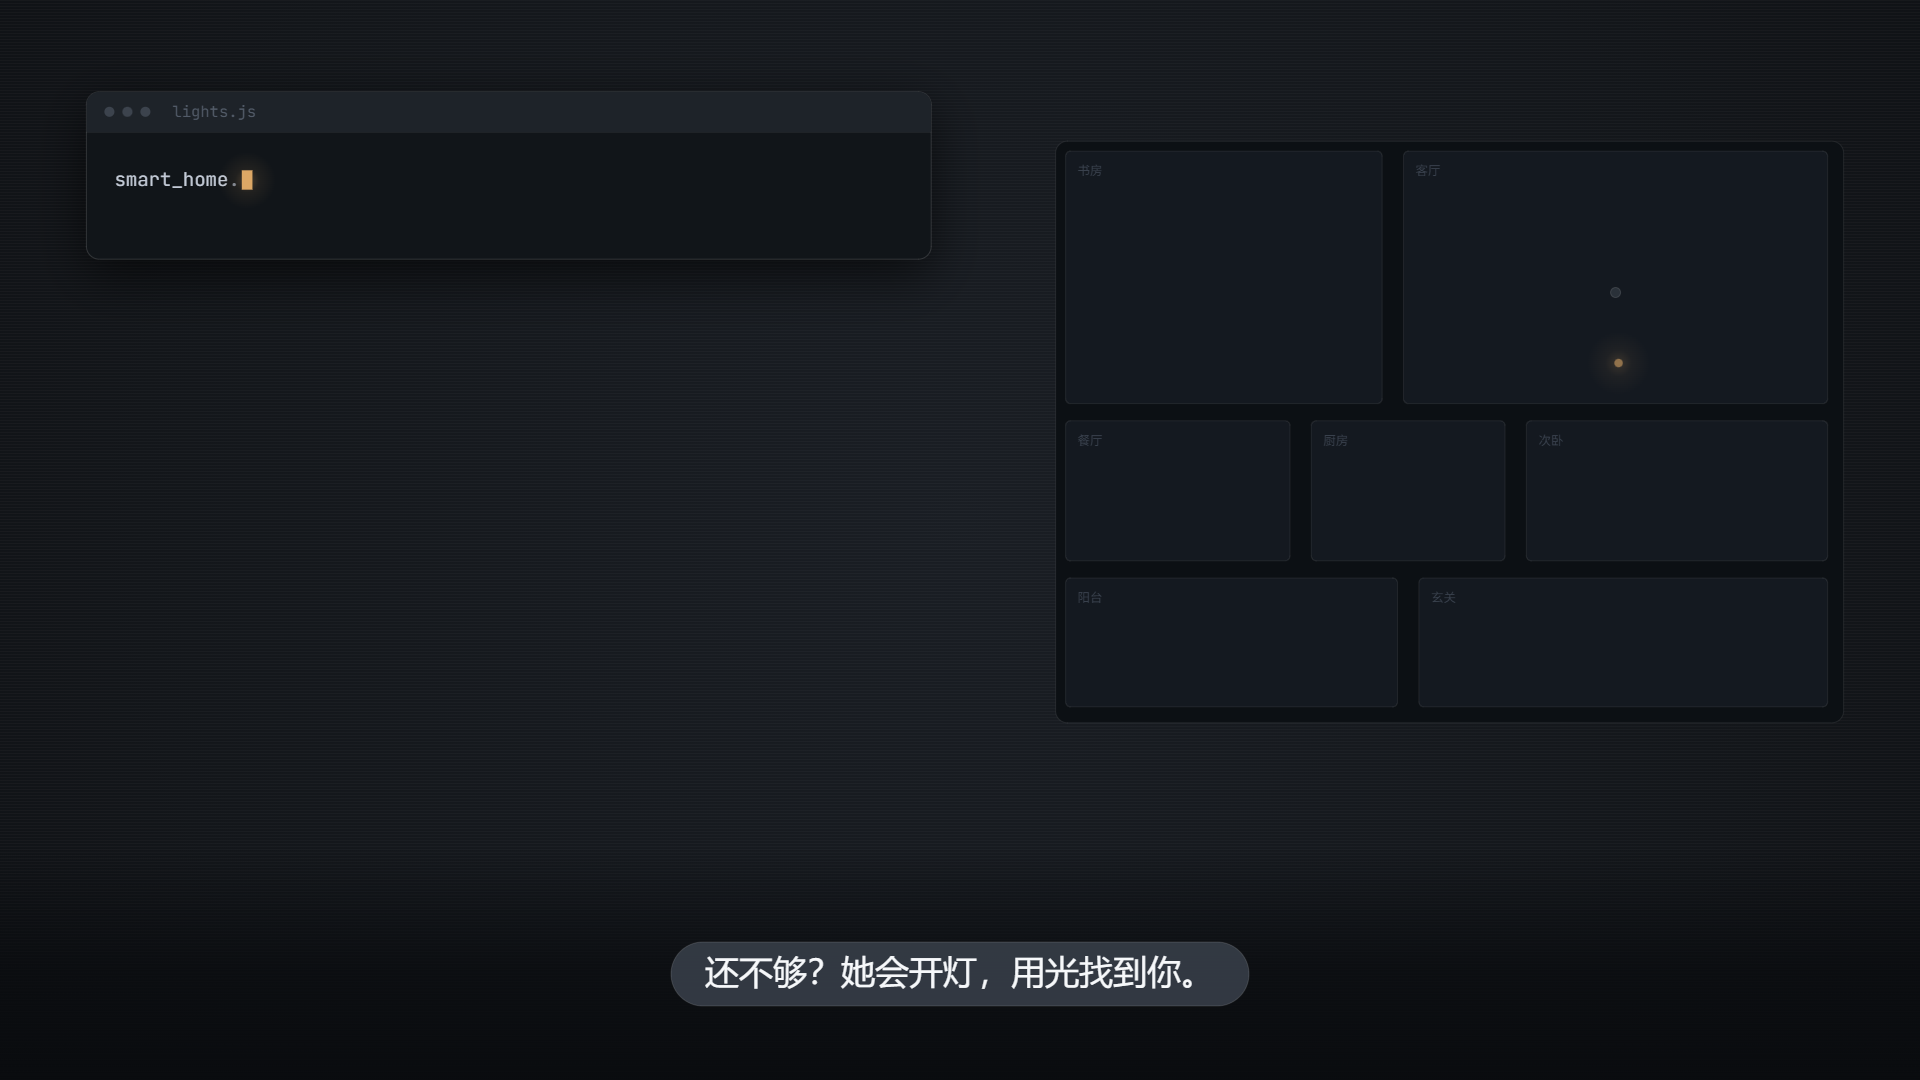 lights.js
smart_home.
书房
客厅
餐厅
厨房
次卧
阳台
玄关
还不够？她会开灯，用光找到你。